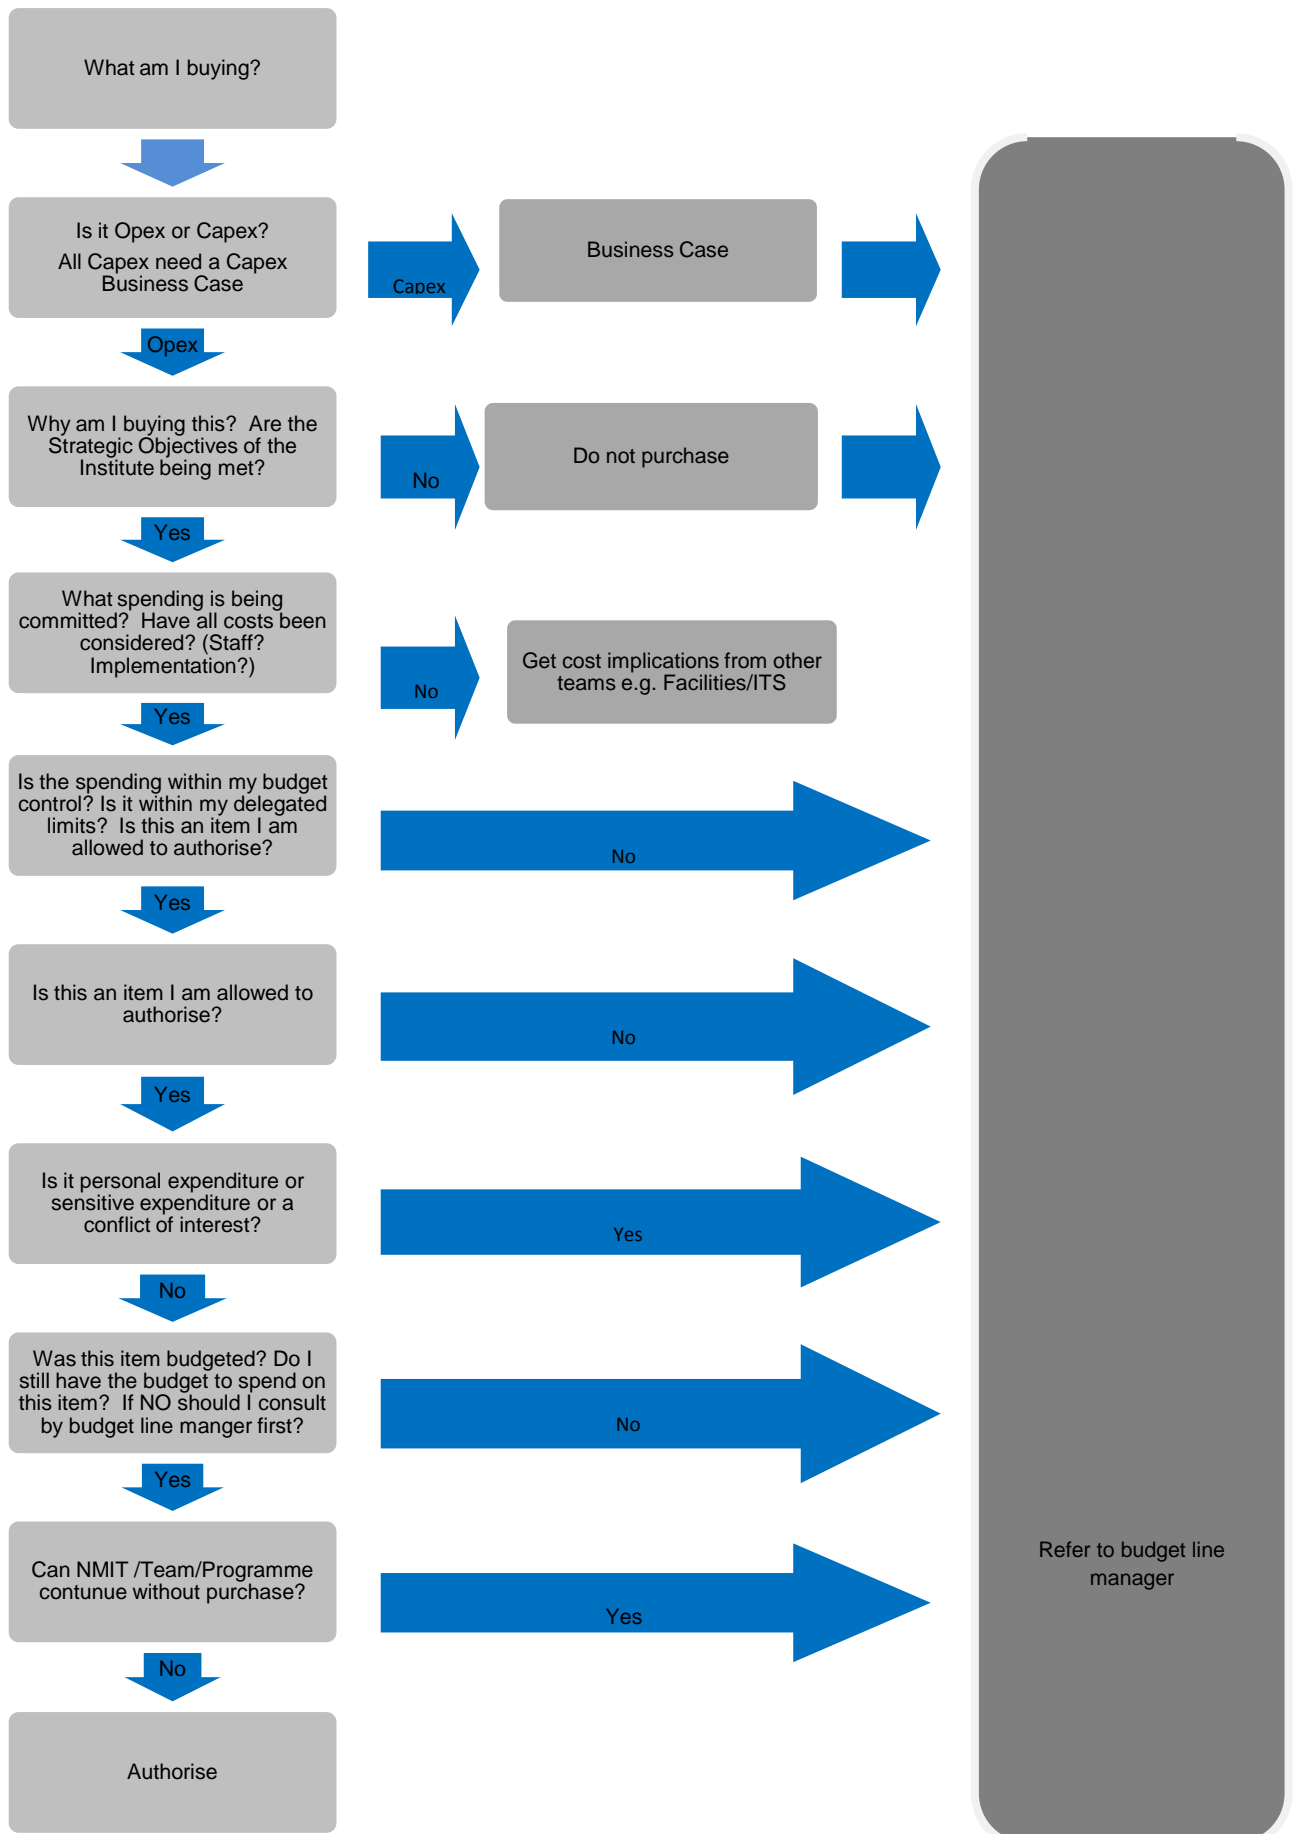 What am I buying?
Is it Opex or Capex?
All Capex need a Capex
Business Case
Capex
Business Case
Opex
Why am I buying this?  Are the
Strategic Objectives of the
Institute being met?
No
Do not purchase
Yes
What spending is being
committed?  Have all costs been
considered? (Staff?
Implementation?)
No
Get cost implications from other
teams e.g. Facilities/ITS
Yes
Is the spending within my budget
control? Is it within my delegated
limits?  Is this an item I am
allowed to authorise?
No
Yes
Is this an item I am allowed to
authorise?
No
Yes
Is it personal expenditure or
sensitive expenditure or a
conflict of interest?
Yes
No
Was this item budgeted? Do I
still have the budget to spend on
this item?  If NO should I consult
by budget line manger first?
No
Yes
Can NMIT /Team/Programme
contunue without purchase?
Yes
Refer to budget line
manager
No
Authorise